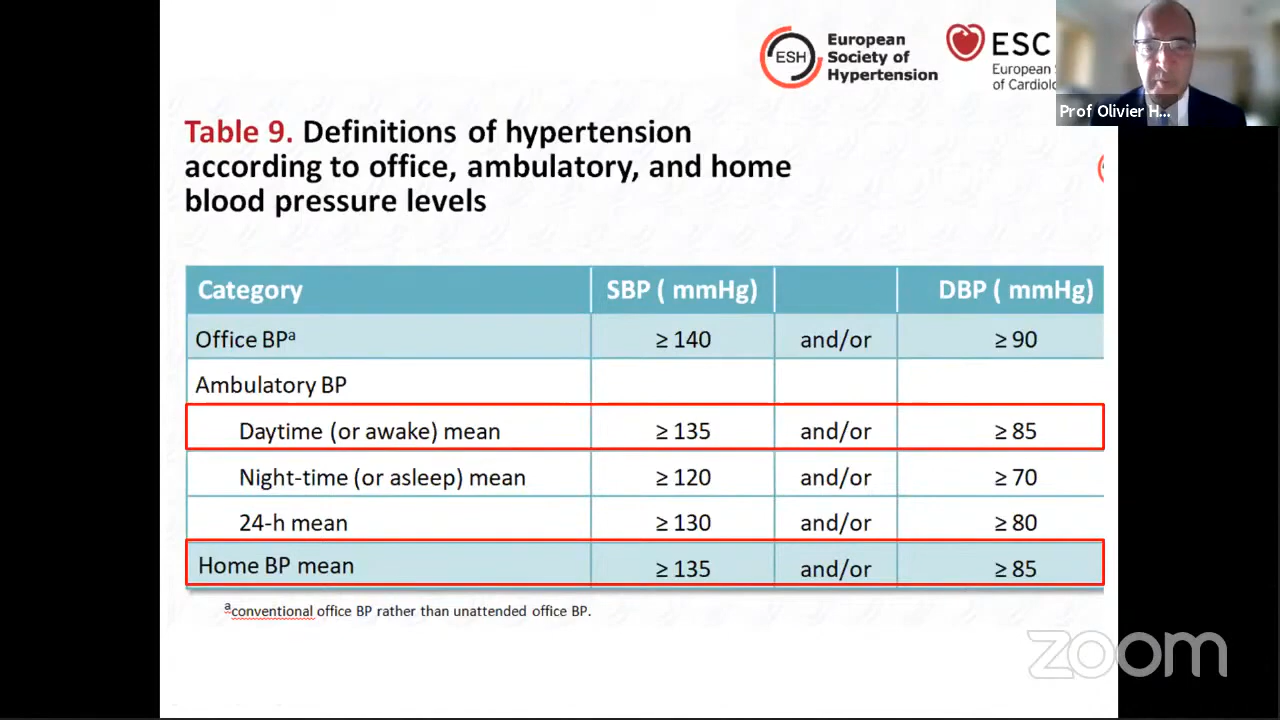 ESH
European
Society of
Hypertension
ESC
European
of Cardiolo
Prof Olivier H...
Table 9. Definitions of hypertension
according to office, ambulatory, and home
blood pressure levels
Category SBP ( mmHg) DBP ( mmHg)
Office BPᵃ ≥ 140 and/or ≥ 90
Ambulatory BP
Daytime (or awake) mean ≥ 135 and/or ≥ 85
Night-time (or asleep) mean ≥ 120 and/or ≥ 70
24-h mean ≥ 130 and/or ≥ 80
Home BP mean ≥ 135 and/or ≥ 85
ᵃconventional office BP rather than unattended office BP.
zoom